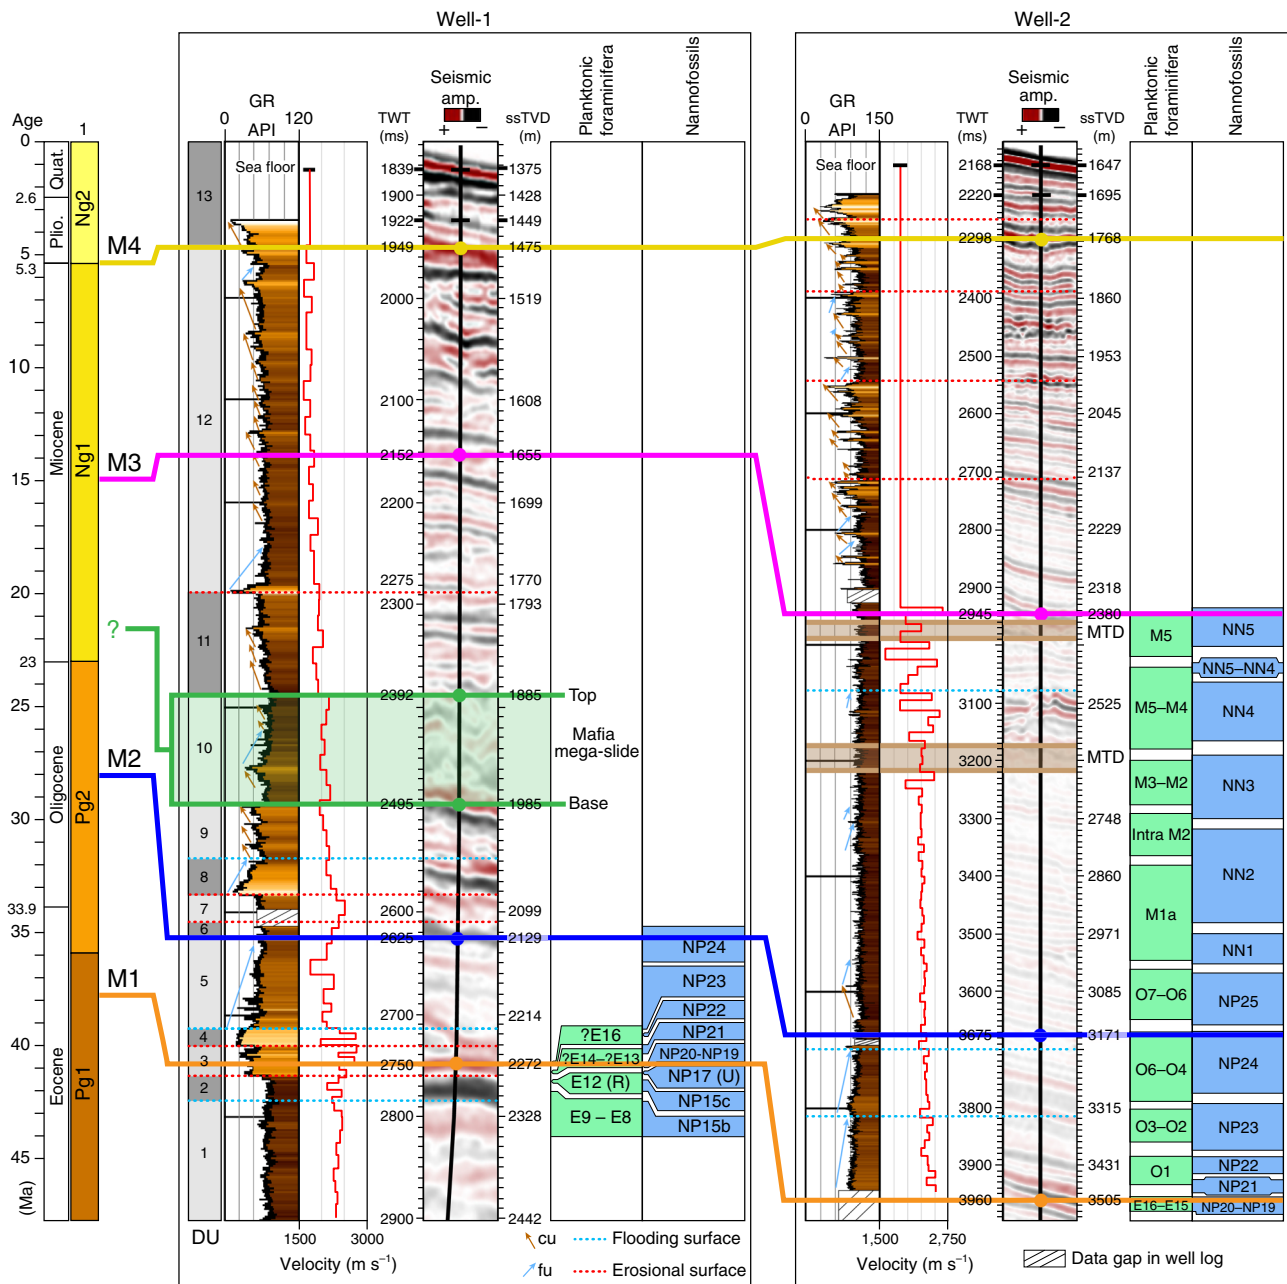 Well-1
Well-2
Age
1
0
2.6
5
5.3
10
15
20
23
25
30
33.9
35
40
45
(Ma)
Quat.
Plio.
Miocene
Oligocene
Eocene
Ng2
Ng1
Pg2
Pg1
M4
M3
?
M2
M1
GR
0 120
API
Sea floor
TWT
(ms)
Seismic
amp.
+ −
ssTVD
(m)
Planktonic
foraminifera
Nannofossils
13
12
11
10
9
8
7
6
5
4
3
2
1
DU
1839 1375
1900 1428
1922 1449
1949 1475
2000 1519
2100 1608
2152 1655
2200 1699
2275 1770
2300 1793
2392 1885 Top
Mafia
mega-slide
2495 1985 Base
2600 2099
2625 2129
2700 2214
2750 2272
2800 2328
2900 2442
?E16
?E14–?E13
E12 (R)
E9 – E8
NP24
NP23
NP22
NP21
NP20-NP19
NP17 (U)
NP15c
NP15b
1500 3000
Velocity (m s⁻¹)
cu
fu
Flooding surface
Erosional surface
GR
0 150
API
Sea floor
TWT
(ms)
Seismic
amp.
+ −
ssTVD
(m)
Planktonic
foraminifera
Nannofossils
2168 1647
2220 1695
2298 1768
2400 1860
2500 1953
2600 2045
2700 2137
2800 2229
2900 2318
2945 2380
MTD
3100 2525
3200 MTD
3300 2748
3400 2860
3500 2971
3600 3085
3675 3171
3800 3315
3900 3431
3960 3505
M5
M5–M4
M3–M2
Intra M2
M1a
O7–O6
O6–O4
O3–O2
O1
E16–E15
NN5
NN5–NN4
NN4
NN3
NN2
NN1
NP25
NP24
NP23
NP22
NP21
NP20–NP19
1,500 2,750
Velocity (m s⁻¹)
Data gap in well log